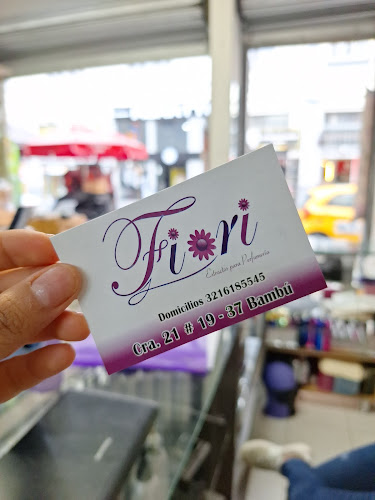 Fiori
Extractos para Perfumería
Domicilios 3216185545
Cra. 21 # 19 - 37 Bambú